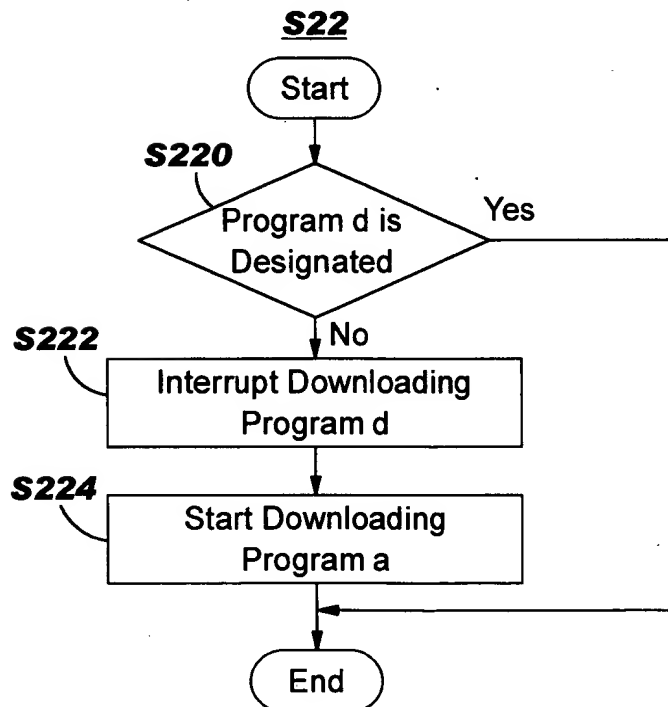 S22
Start
S220
Program d is
Designated
Yes
No
S222
Interrupt Downloading
Program d
S224
Start Downloading
Program a
End